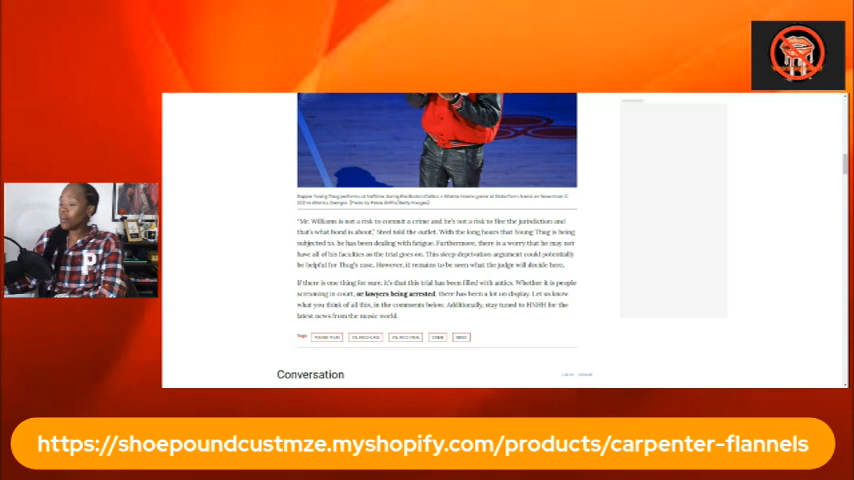 Rapper Young Thug performs at halftime during the Boston Celtics v Atlanta Hawks game at State Farm Arena on November 17,
2021 in Atlanta, Georgia. (Photo by
"Mr. Williams is not a risk to commit a crime and he's not a risk to flee the jurisdiction and
that's what bond is about," Steel told the outlet. With the long hours that Young Thug is being
subjected to, he has been dealing with fatigue. Furthermore, there is a worry that he may not
have all of his faculties as the trial goes on. This sleep-deprivation argument could potentially
be helpful for Thug's case. However, it remains to be seen what the judge will decide here.
If there is one thing for sure, it's that this trial has been filled with antics. Whether it is people
screaming in court, or lawyers being arrested, there has been a lot on display. Let us know
what you think of all this, in the comments below. Additionally, stay tuned to HNHH for the
latest news from the music world.
Tags YOUNG THUG YSL RICO CASE YSL RICO TRIAL CRIME NEWS
Conversation
P
https://shoepoundcustmze.myshopify.com/products/carpenter-flannels